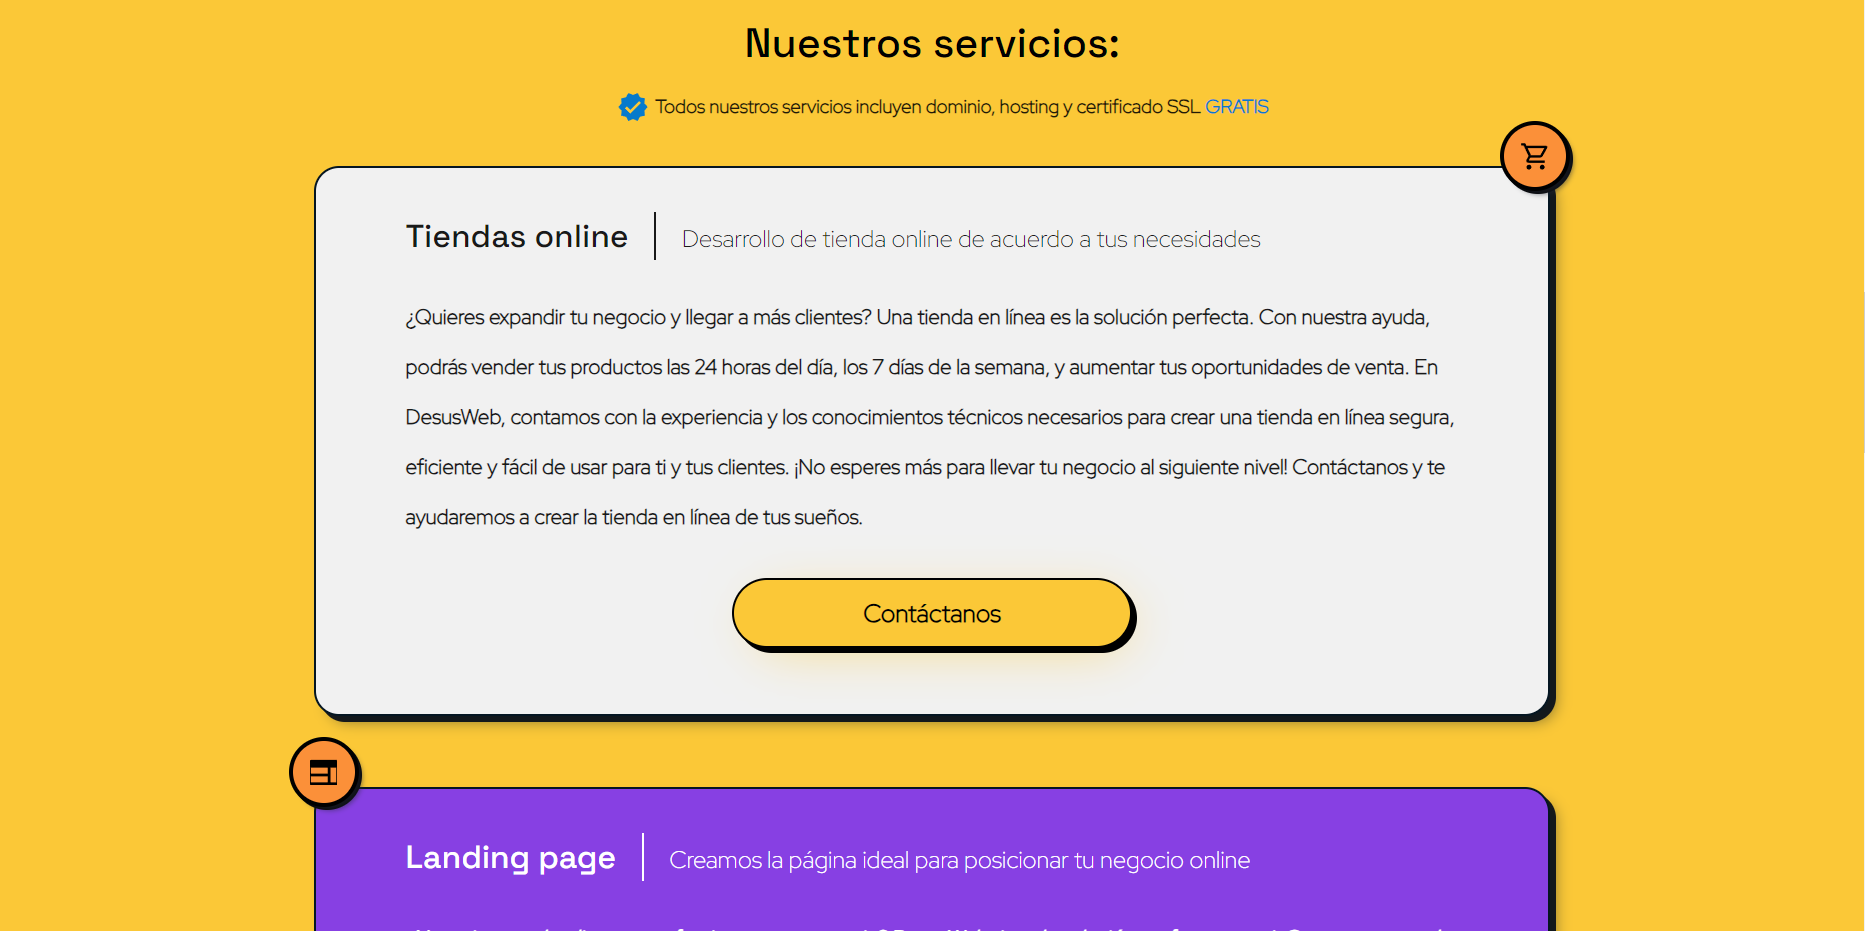 Nuestros servicios:
Todos nuestros servicios incluyen dominio, hosting y certificado SSL GRATIS
Tiendas online
Desarrollo de tienda online de acuerdo a tus necesidades
¿Quieres expandir tu negocio y llegar a más clientes? Una tienda en línea es la solución perfecta. Con nuestra ayuda,
podrás vender tus productos las 24 horas del día, los 7 días de la semana, y aumentar tus oportunidades de venta. En
DesusWeb, contamos con la experiencia y los conocimientos técnicos necesarios para crear una tienda en línea segura,
eficiente y fácil de usar para ti y tus clientes. ¡No esperes más para llevar tu negocio al siguiente nivel! Contáctanos y te
ayudaremos a crear la tienda en línea de tus sueños.
Contáctanos
Landing page
Creamos la página ideal para posicionar tu negocio online